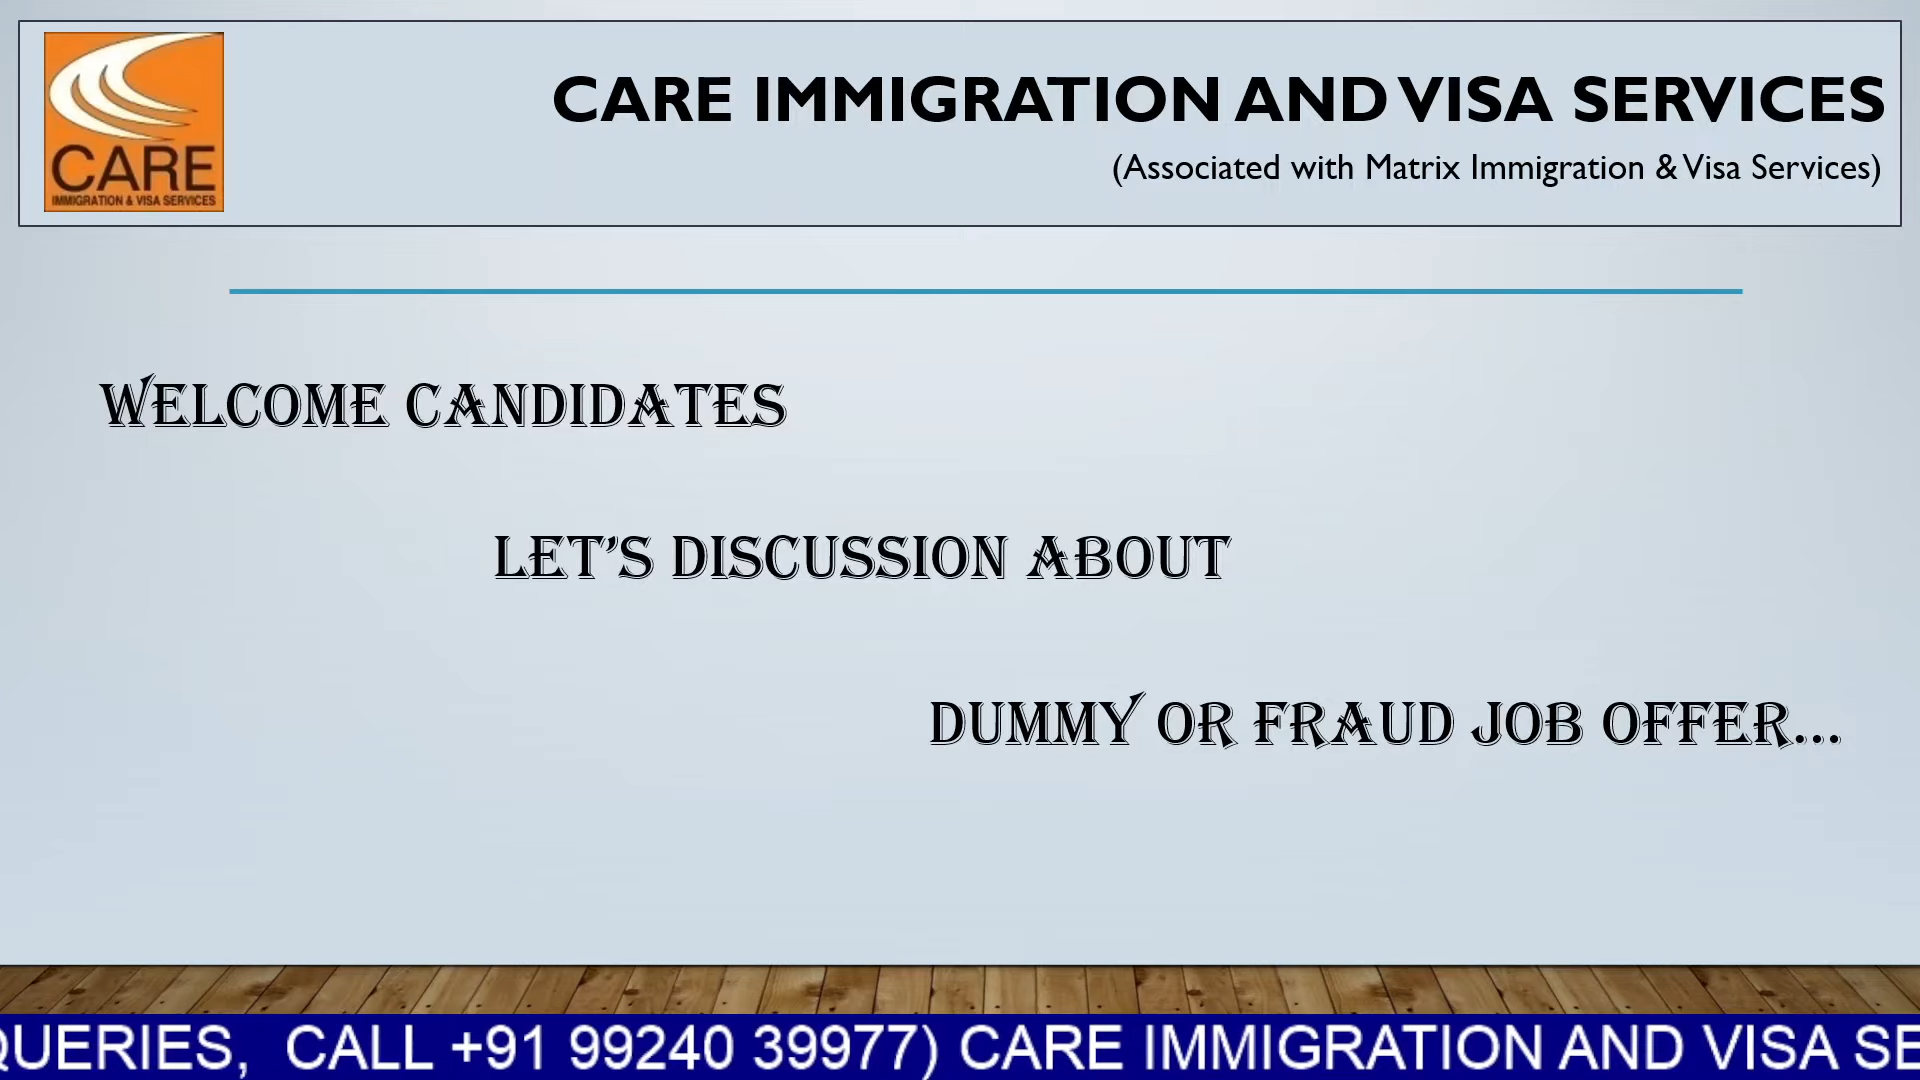 CARE
IMMIGRATION & VISA SERVICES
CARE IMMIGRATION AND VISA SERVICES
(Associated with Matrix Immigration & Visa Services)
WELCOME CANDIDATES
LET'S DISCUSSION ABOUT
DUMMY OR FRAUD JOB OFFER...
QUERIES, CALL +91 99240 39977) CARE IMMIGRATION AND VISA SE